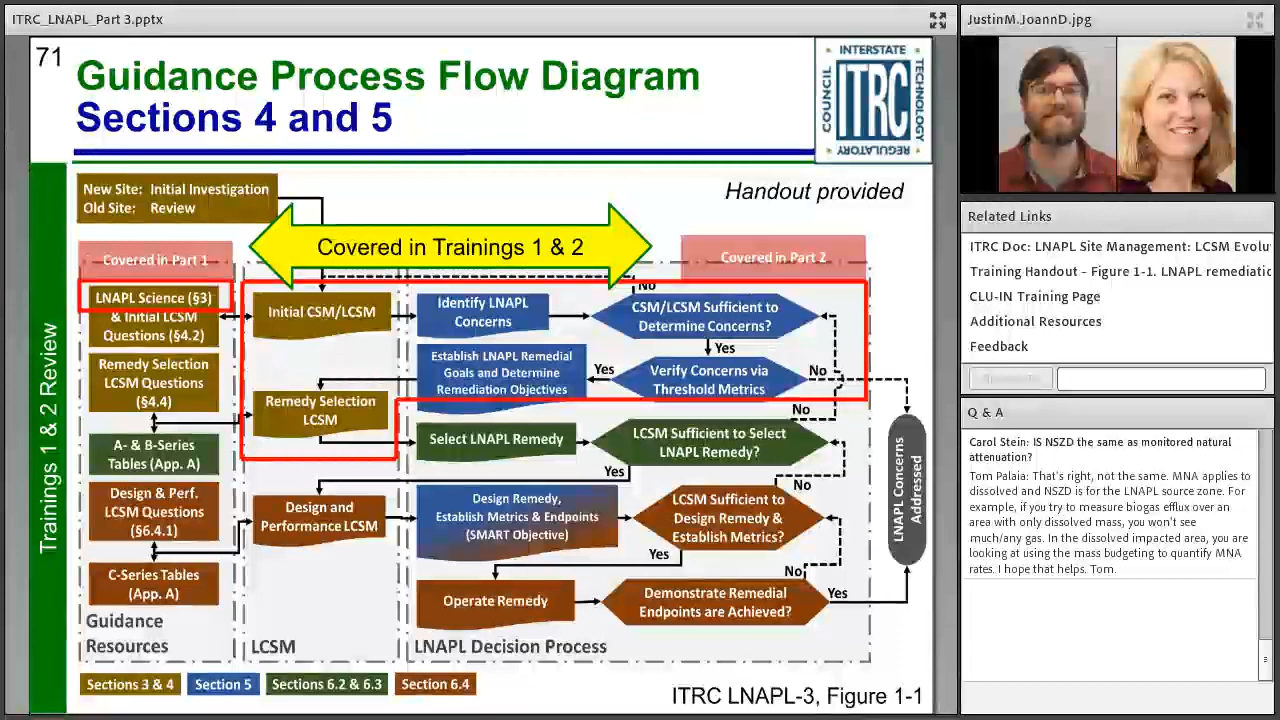 ITRC_LNAPL_Part 3.pptx
71
Guidance Process Flow Diagram
Sections 4 and 5
INTERSTATE
COUNCIL
ITRC
TECHNOLOGY
REGULATORY
Trainings 1 & 2 Review
New Site: Initial Investigation
Old Site: Review
Handout provided
Covered in Trainings 1 & 2
Covered in Part 1
Covered in Part 2
LNAPL Science (§3)
& Initial LCSM
Questions (§4.2)
Initial CSM/LCSM
Identify LNAPL
Concerns
No
CSM/LCSM Sufficient to
Determine Concerns?
Yes
Remedy Selection
LCSM Questions
(§4.4)
Establish LNAPL Remedial
Goals and Determine
Remediation Objectives
Yes
Verify Concerns via
Threshold Metrics
No
Remedy Selection
LCSM
No
A- & B-Series
Tables (App. A)
Select LNAPL Remedy
LCSM Sufficient to Select
LNAPL Remedy?
Yes
No
Design & Perf.
LCSM Questions
(§6.4.1)
Design and
Performance LCSM
Design Remedy,
Establish Metrics & Endpoints
(SMART Objective)
LCSM Sufficient to
Design Remedy &
Establish Metrics?
Yes
No
C-Series Tables
(App. A)
Operate Remedy
Demonstrate Remedial
Endpoints are Achieved?
Yes
LNAPL Concerns
Addressed
Guidance
Resources
LCSM
LNAPL Decision Process
Sections 3 & 4
Section 5
Sections 6.2 & 6.3
Section 6.4
ITRC LNAPL-3, Figure 1-1
JustinM.JoannD.jpg
Related Links
ITRC Doc: LNAPL Site Management: LCSM Evolu
Training Handout - Figure 1-1. LNAPL remediatic
CLU-IN Training Page
Additional Resources
Feedback
Q & A
Carol Stein: IS NSZD the same as monitored natural
attenuation?
Tom Palaia: That's right, not the same. MNA applies to
dissolved and NSZD is for the LNAPL source zone. For
example, if you try to measure biogas efflux over an
area with only dissolved mass, you won't see
much/any gas. In the dissolved impacted area, you are
looking at using the mass budgeting to quantify MNA
rates. I hope that helps. Tom.